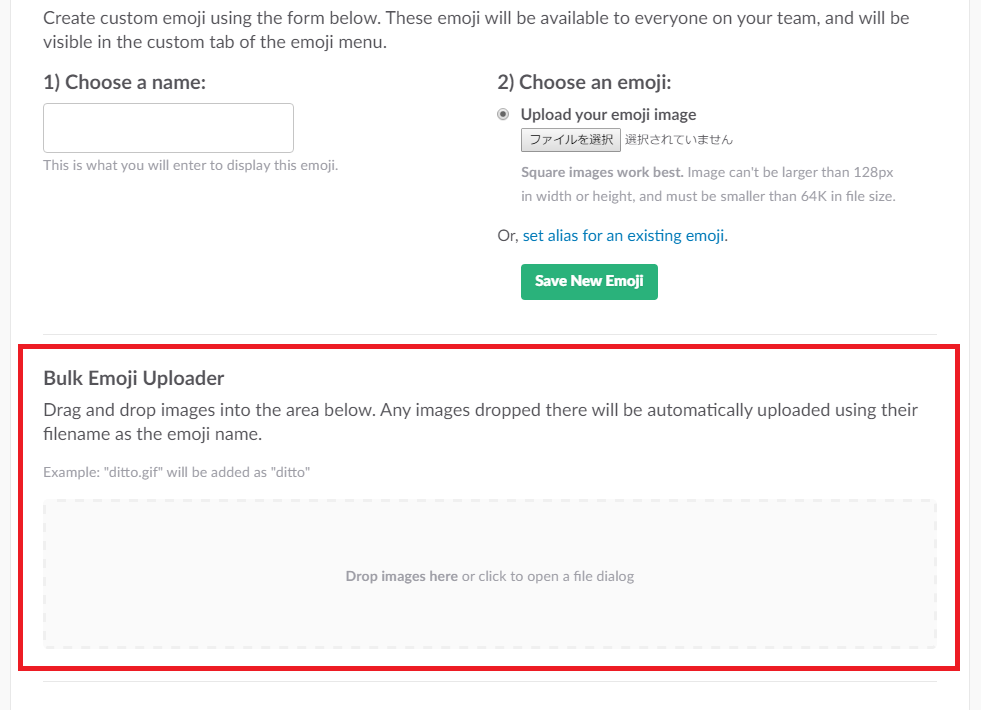 Create custom emoji using the form below. These emoji will be available to everyone on your team, and will be
visible in the custom tab of the emoji menu.
1) Choose a name:
This is what you will enter to display this emoji.
2) Choose an emoji:
Upload your emoji image
ファイルを選択 選択されていません
Square images work best. Image can't be larger than 128px
in width or height, and must be smaller than 64K in file size.
Or, set alias for an existing emoji.
Save New Emoji
Bulk Emoji Uploader
Drag and drop images into the area below. Any images dropped there will be automatically uploaded using their
filename as the emoji name.
Example: "ditto.gif" will be added as "ditto"
Drop images here or click to open a file dialog